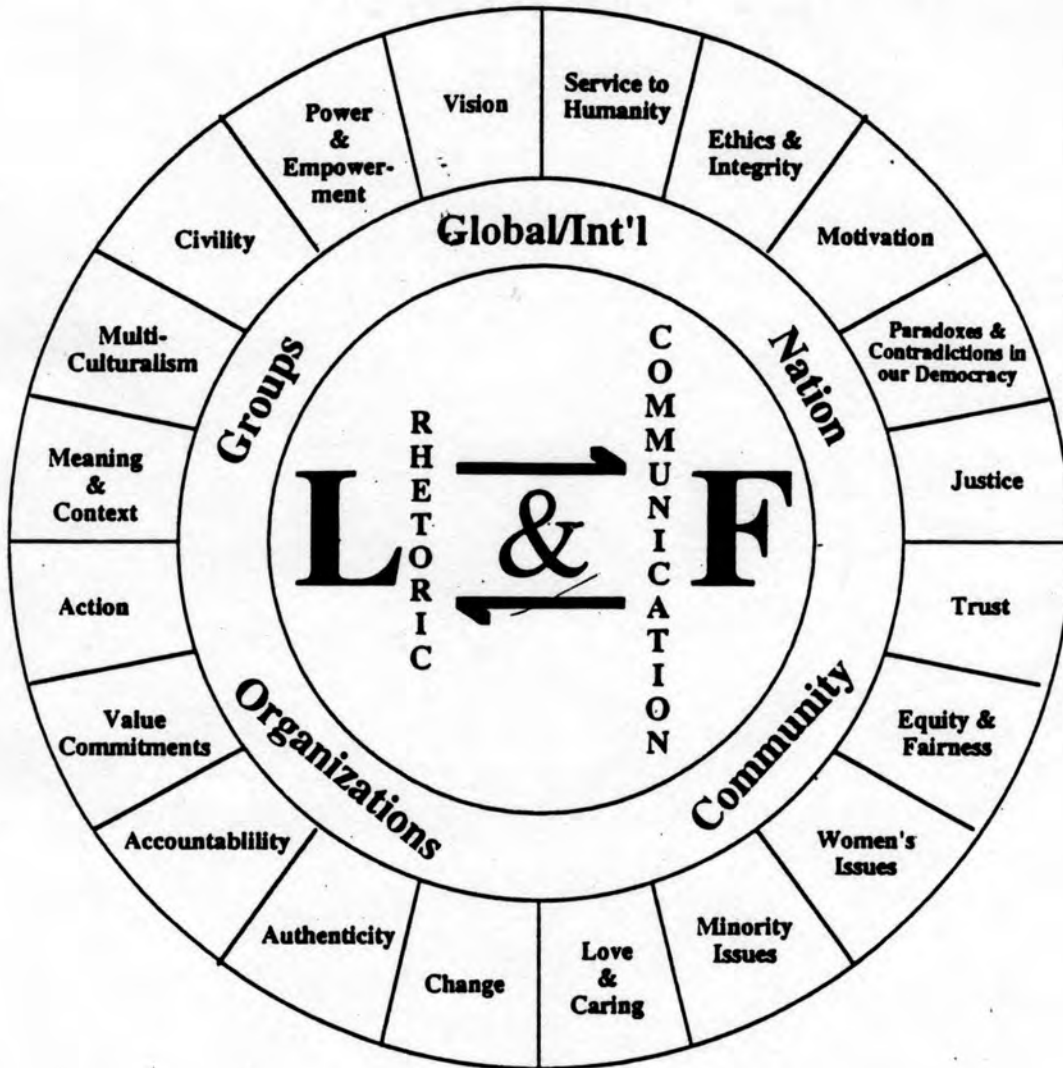 Vision
Service to
Humanity
Ethics &
Integrity
Motivation
Paradoxes &
Contradictions in
our Democracy
Justice
Trust
Equity &
Fairness
Women's
Issues
Minority
Issues
Love
&
Caring
Change
Authenticity
Accountablility
Value
Commitments
Action
Meaning
&
Context
Multi-
Culturalism
Civility
Power
&
Empower-
ment
Global/Int'l
Nation
Community
Organizations
Groups
L
RHETORIC
&
COMMUNICATION
F